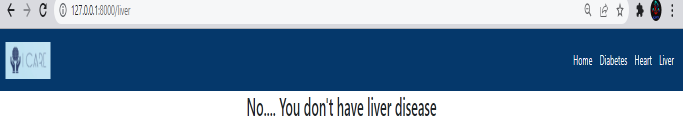 127.0.0.1:8000/liver
I CARE
Home Diabetes Heart Liver
No.... You don't have liver disease